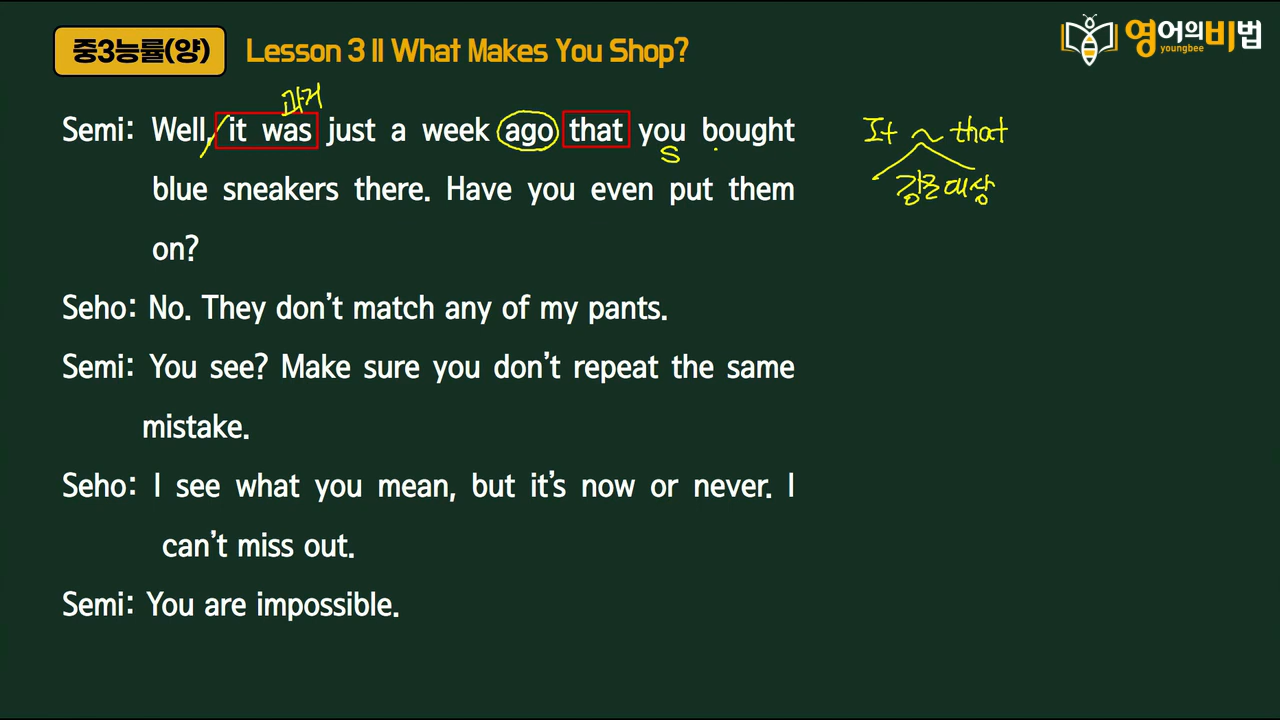 중3능률(양) Lesson 3 II What Makes You Shop?
영어의비법
youngbee
과거
Semi: Well, it was just a week ago that you bought
It ~ that
S
강조대상
blue sneakers there. Have you even put them
on?
Seho: No. They don't match any of my pants.
Semi: You see? Make sure you don't repeat the same
mistake.
Seho: I see what you mean, but it's now or never. I
can't miss out.
Semi: You are impossible.